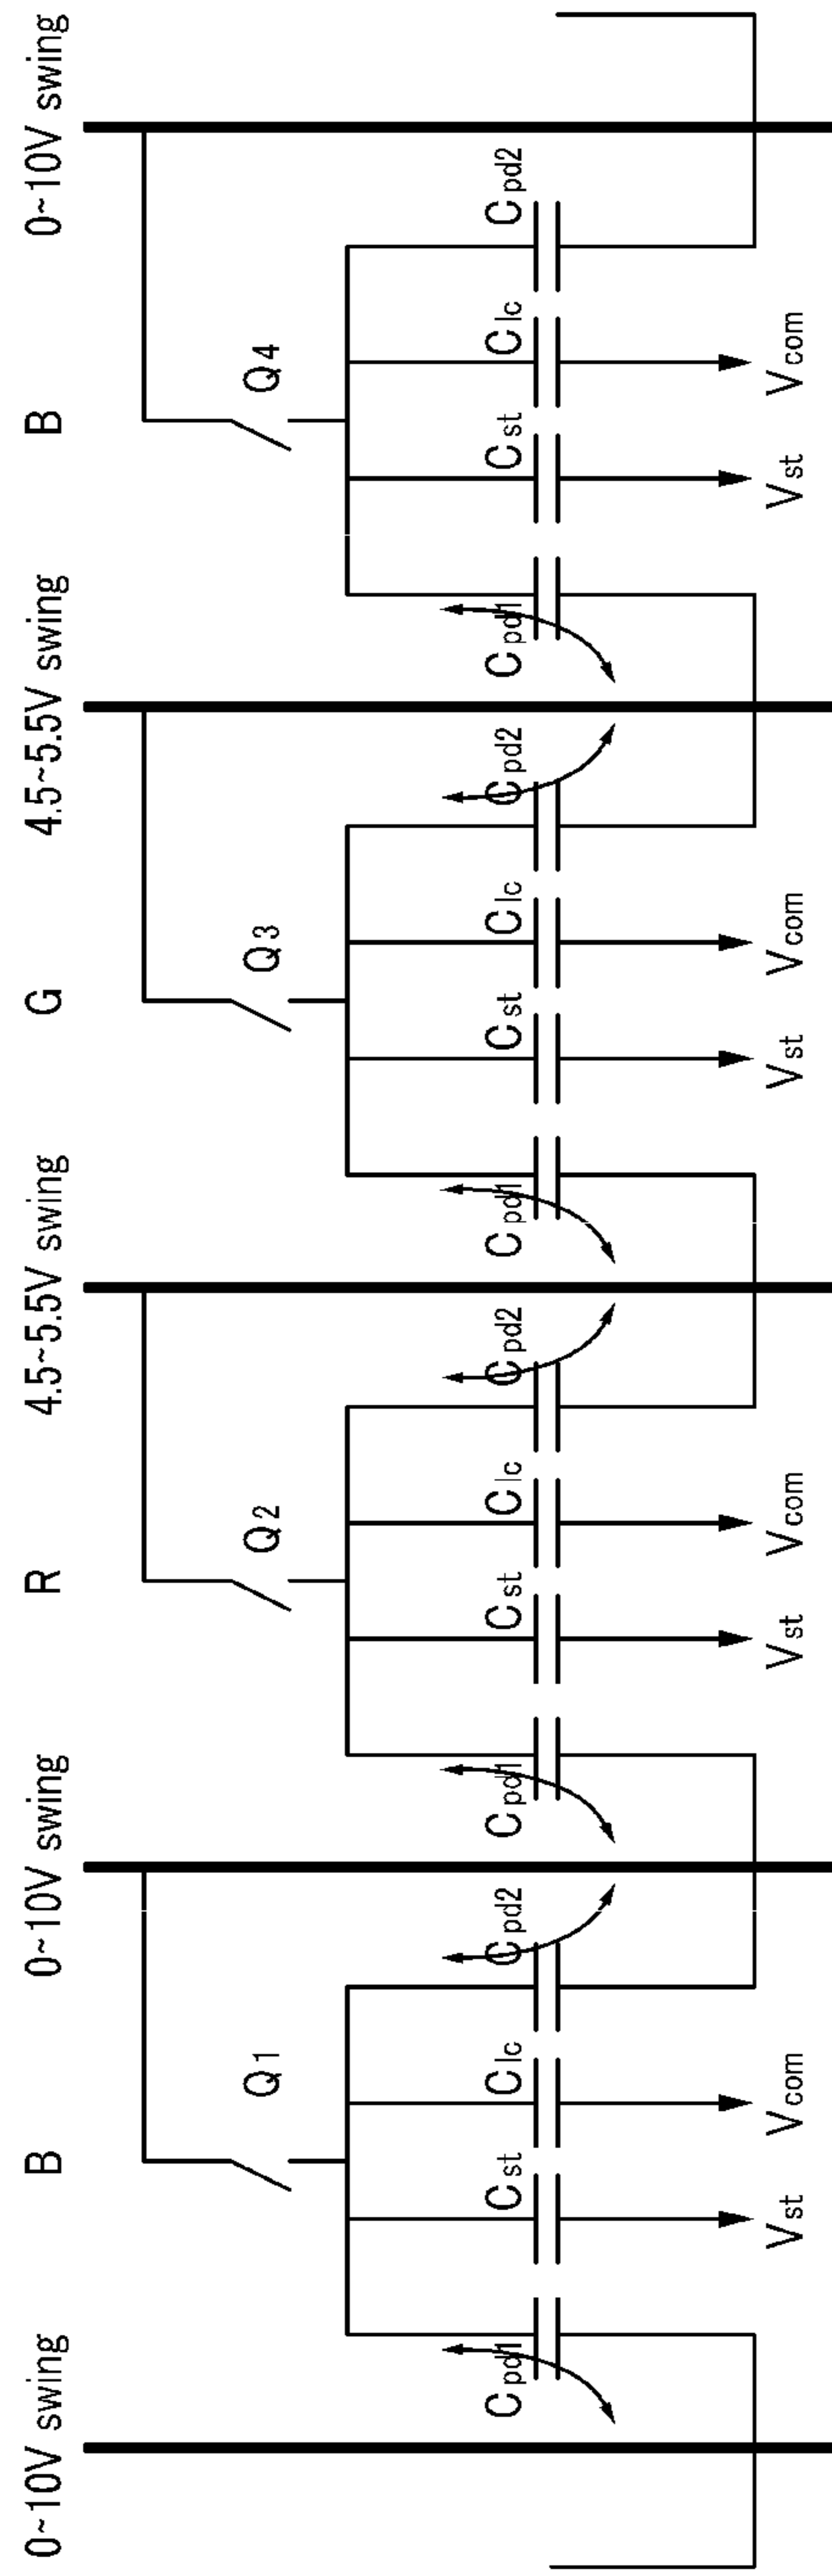 0~10V swing B 0~10V swing R 4.5~5.5V swing G 4.5~5.5V swing B 0~10V swing
Q1 Q2 Q3 Q4
Cpd1 Cst Clc Cpd2 Cpd1 Cst Clc Cpd2 Cpd1 Cst Clc Cpd2 Cpd1 Cst Clc Cpd2
Vst Vcom Vst Vcom Vst Vcom Vst Vcom